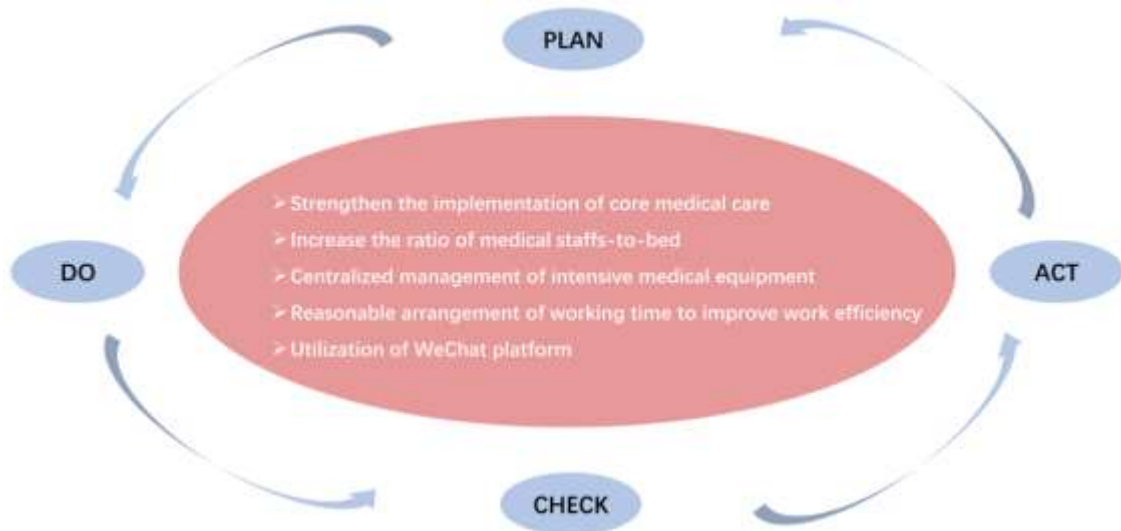 PLAN
➢ Strengthen the implementation of core medical care
➢ Increase the ratio of medical staffs-to-bed
DO
➢ Centralized management of intensive medical equipment
ACT
➢ Reasonable arrangement of working time to improve work efficiency
➢ Utilization of WeChat platform
CHECK